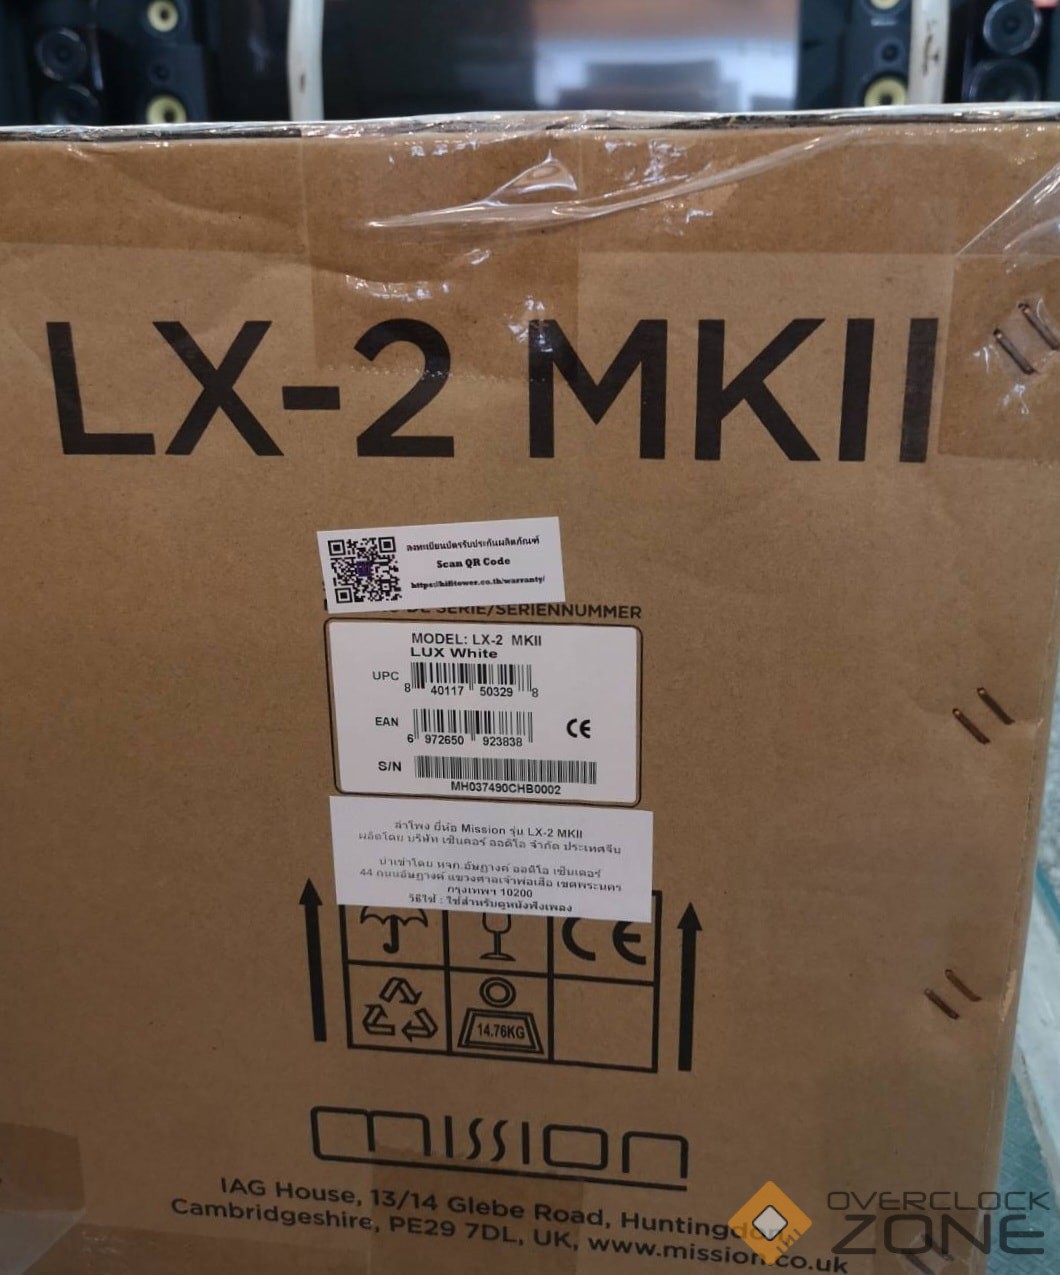 LX-2 MKII
ลงทะเบียนบัตรรับประกันผลิตภัณฑ์
Scan QR Code
https://hifitower.co.th/warranty/
DE SERIE/SERIENNUMMER
MODEL: LX-2 MKII
LUX White
UPC
8 40117 50329 8
EAN
6 972650 923838
CE
S/N
MH037490CHB0002
ลำโพง ยี่ห้อ Mission รุ่น LX-2 MKII
ผลิตโดย บริษัท เซินคอร์ ออดิโอ จำกัด ประเทศจีน
นำเข้าโดย หจก.อัษฎางค์ ออดิโอ เซ็นเตอร์
44 ถนนอัษฎางค์ แขวงศาลเจ้าพ่อเสือ เขตพระนคร
กรุงเทพฯ 10200
วิธีใช้ : ใช้สำหรับดูหนังฟังเพลง
CE
14.76KG
mission
IAG House, 13/14 Glebe Road, Huntingdon
Cambridgeshire, PE29 7DL, UK, www.mission.co.uk
OVERCLOCK
ZONE